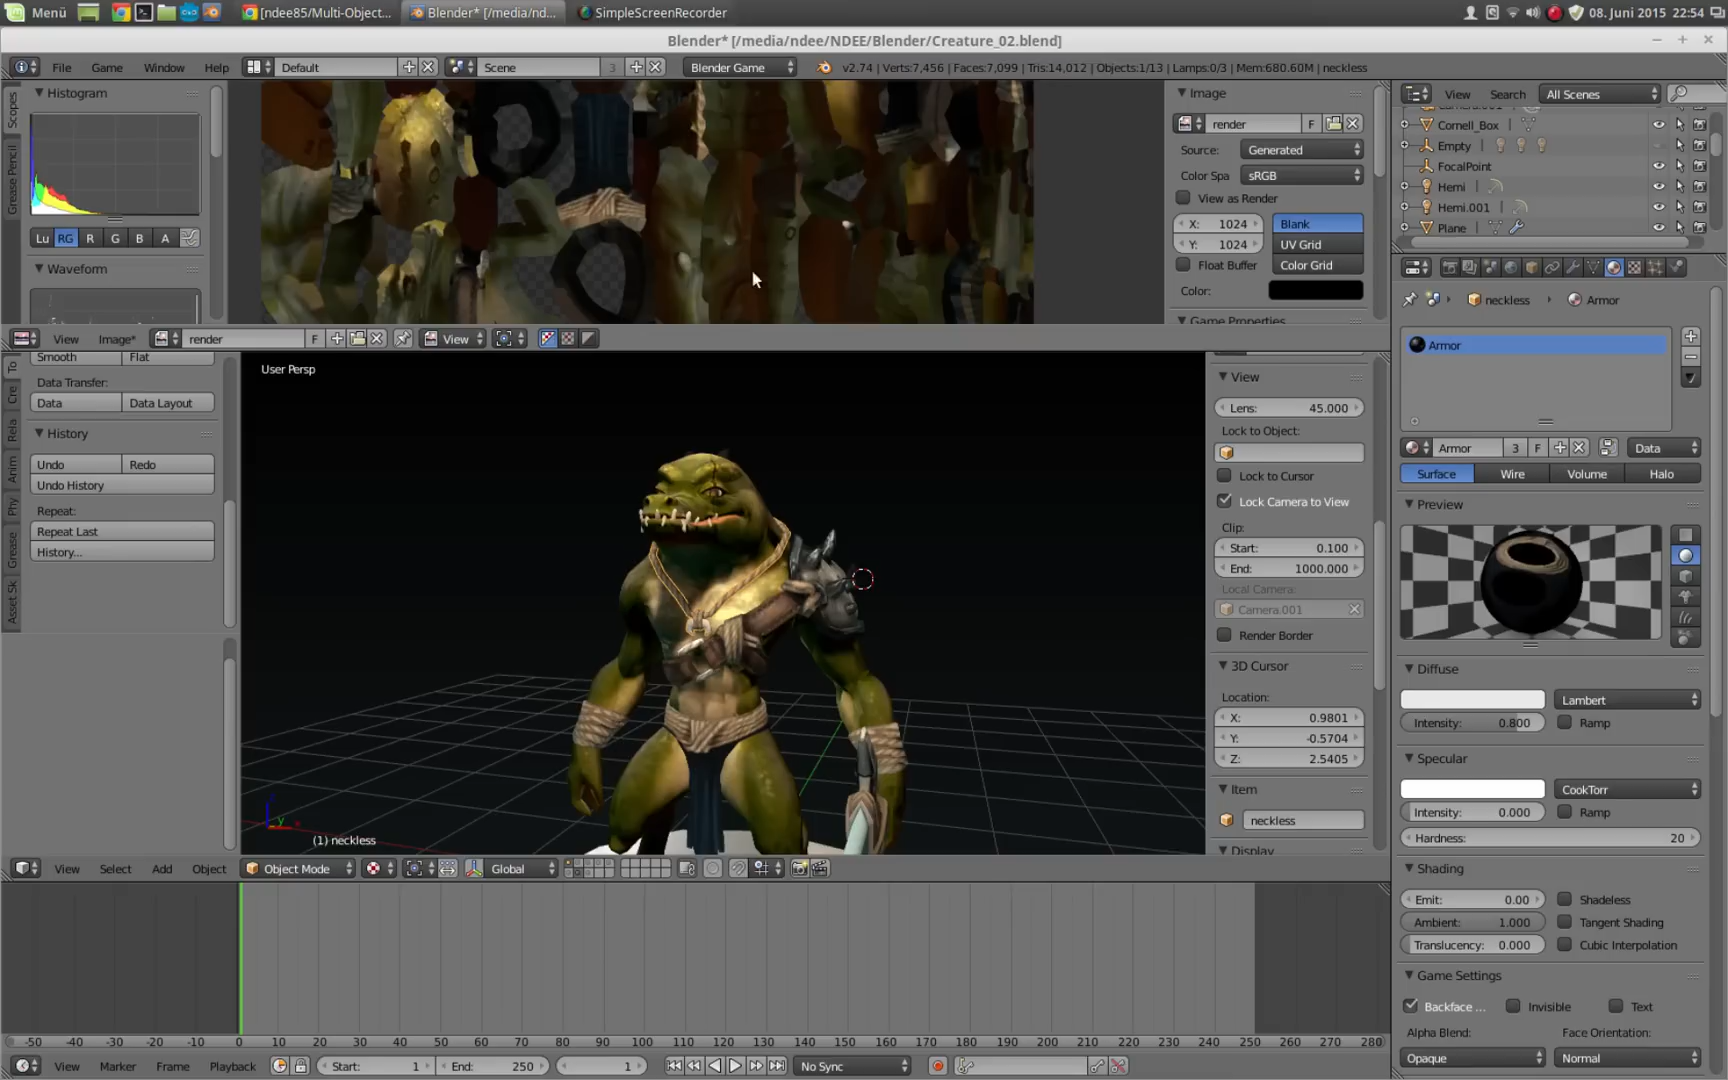 Menü
[ndee85/Multi-Object...
Blender* [/media/nd...
SimpleScreenRecorder
08. Juni 2015 22:54
Blender* [/media/ndee/NDEE/Blender/Creature_02.blend]
File Game Window Help
Default
Scene
3
Blender Game
v2.74 | Verts:7,456 | Faces:7,099 | Tris:14,012 | Objects:1/13 | Lamps:0/3 | Mem:680.60M | neckless
Scopes
Grease Pencil
Histogram
Lu RG R G B A
Waveform
Image
render F
Source: Generated
Color Spa sRGB
View as Render
X: 1024
Y: 1024
Blank
UV Grid
Color Grid
Float Buffer
Color:
Game Properties
View Search All Scenes
Cornell_Box
Empty
FocalPoint
Hemi
Hemi.001
Plane
View Image* render F View
neckless Armor
Armor
Armor 3 F Data
Surface Wire Volume Halo
Preview
Diffuse
Lambert
Intensity: 0.800 Ramp
Specular
CookTorr
Intensity: 0.000 Ramp
Hardness: 20
Shading
Emit: 0.00 Shadeless
Ambient: 1.000 Tangent Shading
Translucency: 0.000 Cubic Interpolation
Game Settings
Backface ... Invisible Text
Alpha Blend: Face Orientation:
Opaque Normal
To
Cre
Rela
Anim
Phy
Grease
Asset Sk
Smooth Flat
Data Transfer:
Data Data Layout
History
Undo Redo
Undo History
Repeat:
Repeat Last
History...
User Persp
y
(1) neckless
View
Lens: 45.000
Lock to Object:
Lock to Cursor
Lock Camera to View
Clip:
Start: 0.100
End: 1000.000
Local Camera:
Camera.001
Render Border
3D Cursor
Location:
X: 0.9801
Y: -0.5704
Z: 2.5405
Item
neckless
Display
View Select Add Object Object Mode Global
-50 -40 -30 -20 -10 0 10 20 30 40 50 60 70 80 90 100 110 120 130 140 150 160 170 180 190 200 210 220 230 240 250 260 270 280
View Marker Frame Playback Start: 1 End: 250 1 No Sync